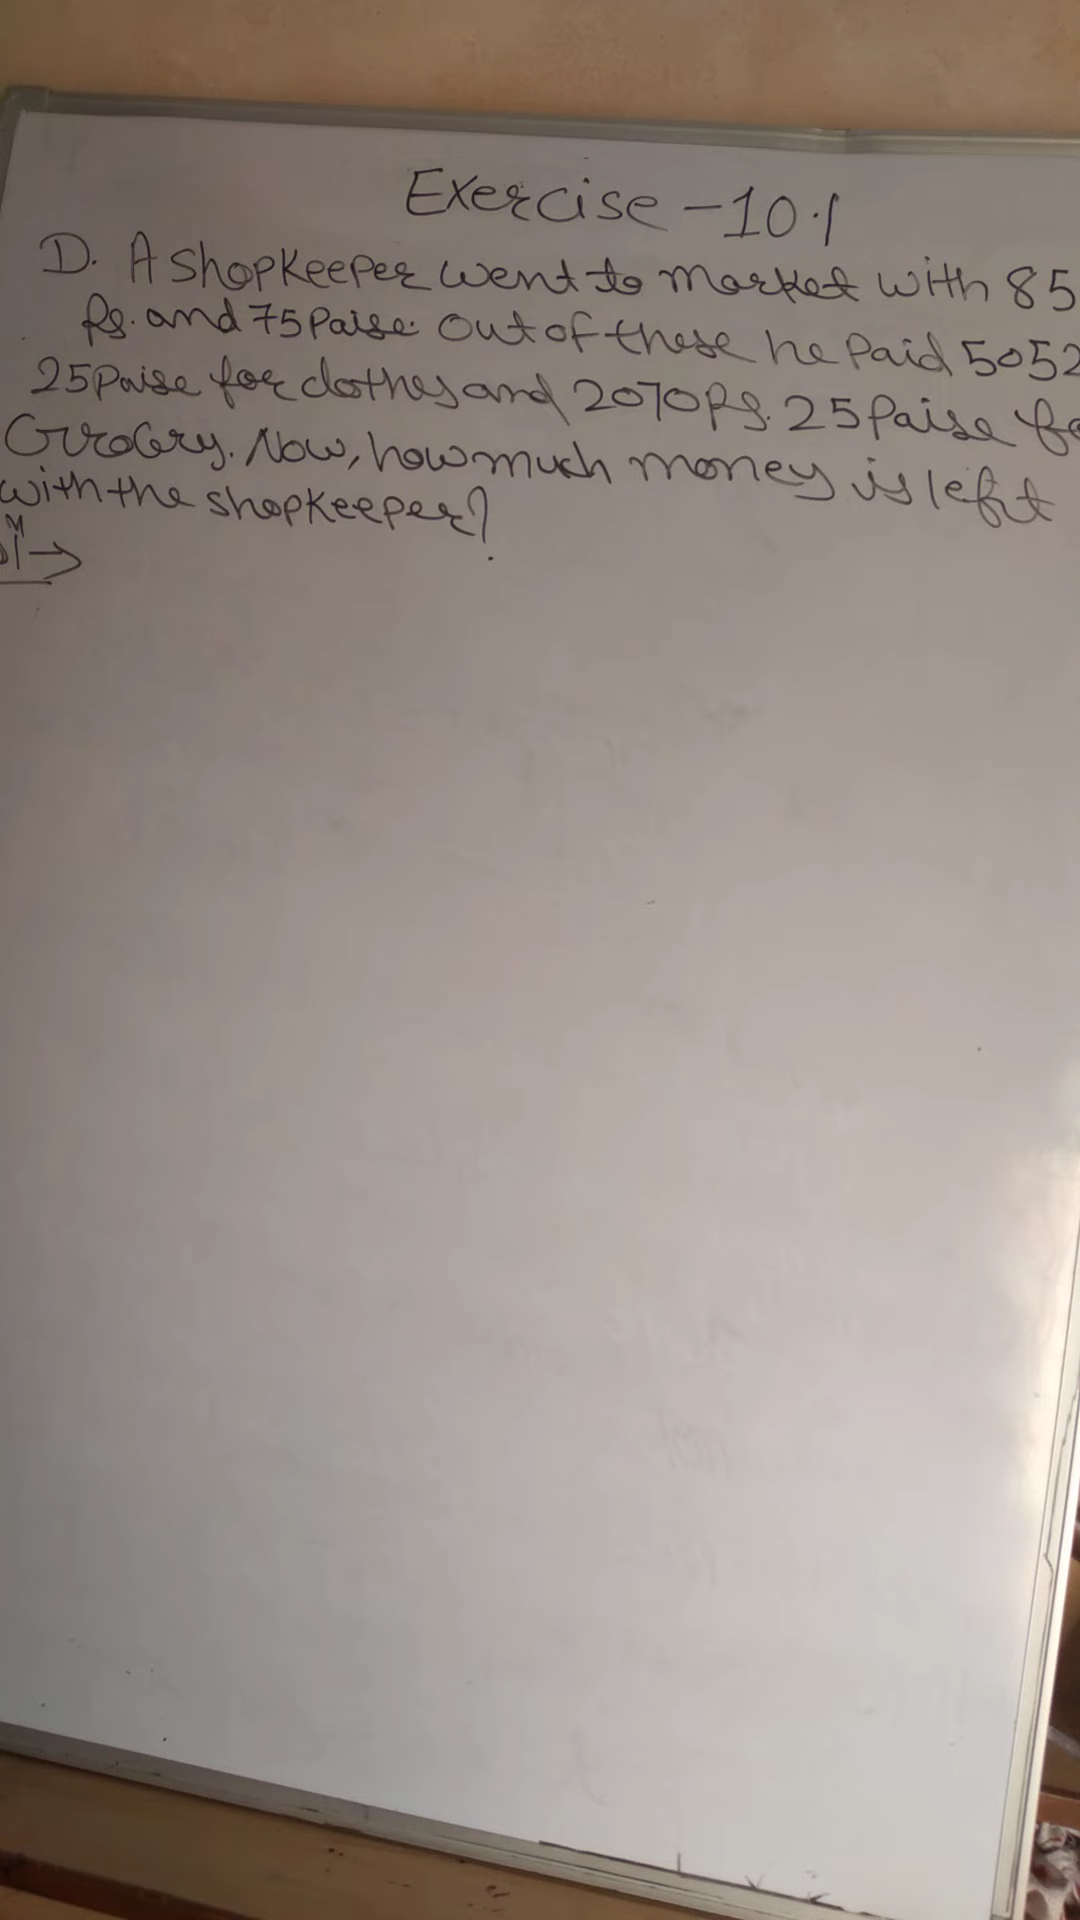 Exercise - 10.1
D. A shopkeeper went to market with 85
Rs. and 75 Paise. Out of these he Paid 5052
25 Paise for clothes and 2070 Rs. 25 Paise fo
Grocery. Now, how much money is left
with the shopkeeper?